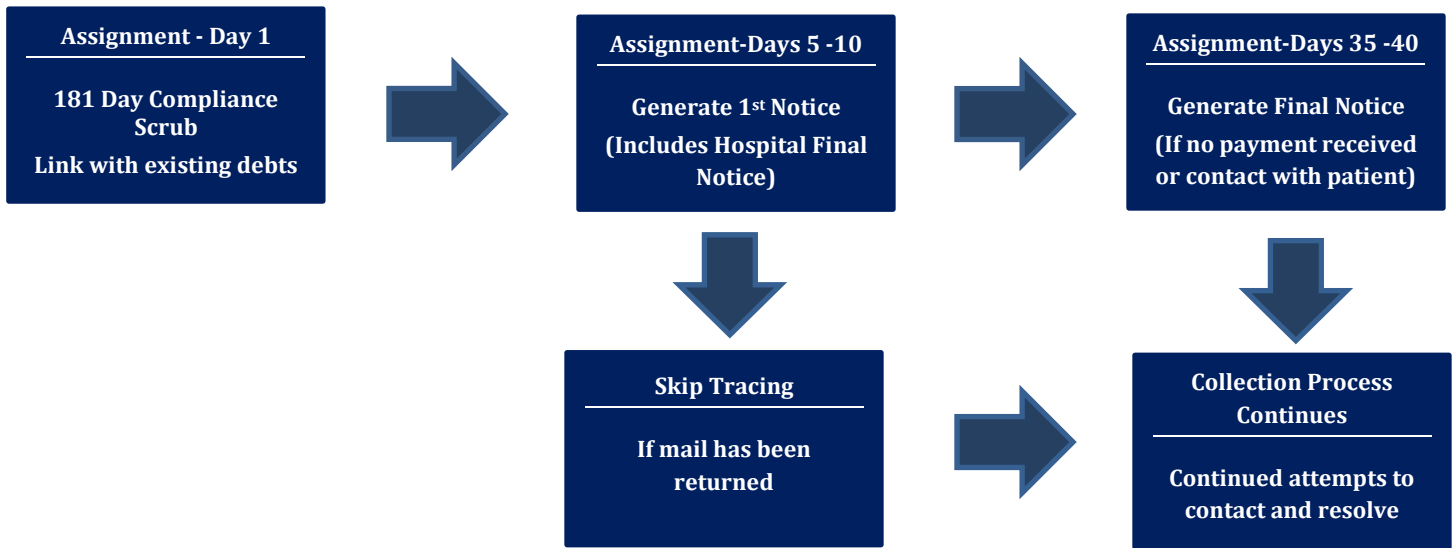 Assignment - Day 1
181 Day Compliance
Scrub
Link with existing debts
Assignment-Days 5 -10
Generate 1st Notice
(Includes Hospital Final
Notice)
Assignment-Days 35 -40
Generate Final Notice
(If no payment received
or contact with patient)
Skip Tracing
If mail has been
returned
Collection Process
Continues
Continued attempts to
contact and resolve